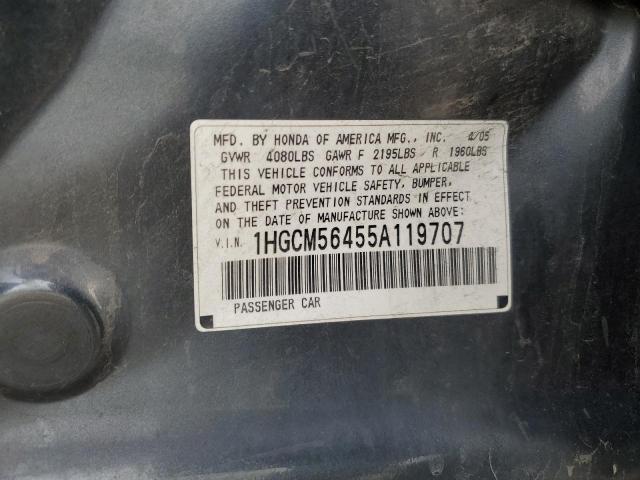 MFD. BY HONDA OF AMERICA MFG., INC. 4/05
GVWR 4080LBS GAWR F 2195LBS R 1960LBS
THIS VEHICLE CONFORMS TO ALL APPLICABLE
FEDERAL MOTOR VEHICLE SAFETY, BUMPER,
AND THEFT PREVENTION STANDARDS IN EFFECT
ON THE DATE OF MANUFACTURE SHOWN ABOVE:
V.I.N. 1HGCM56455A119707
PASSENGER CAR